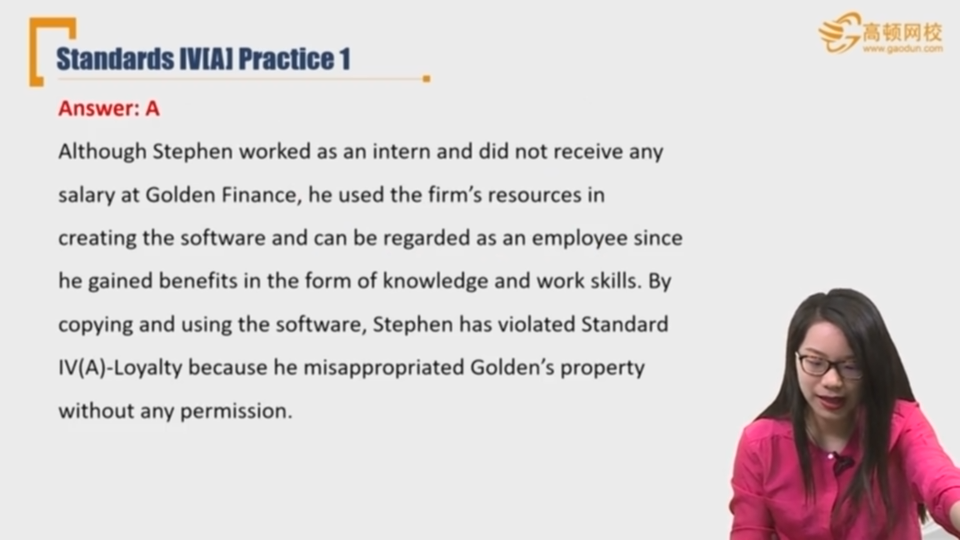 高顿网校
www.gaodun.com
Standards IV[A] Practice 1
Answer: A
Although Stephen worked as an intern and did not receive any
salary at Golden Finance, he used the firm’s resources in
creating the software and can be regarded as an employee since
he gained benefits in the form of knowledge and work skills. By
copying and using the software, Stephen has violated Standard
IV(A)-Loyalty because he misappropriated Golden’s property
without any permission.